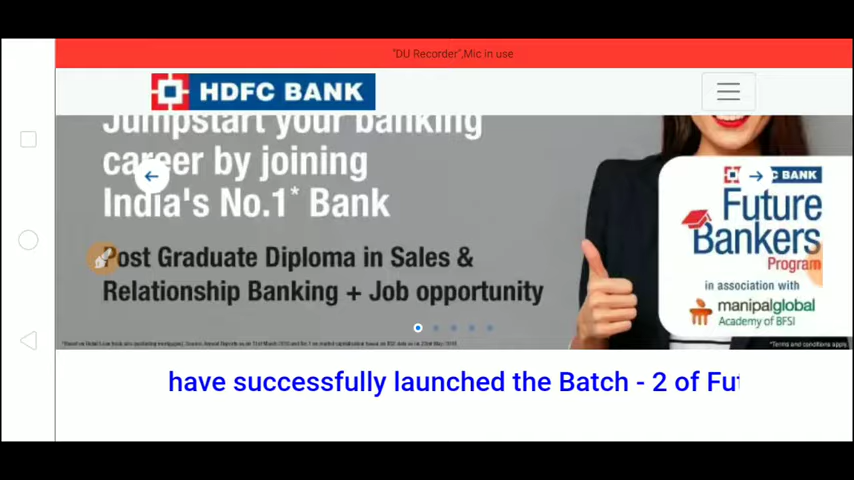 "DU Recorder",Mic in use
HDFC BANK
Jumpstart your banking
career by joining
India's No.1* Bank
Post Graduate Diploma in Sales &
Relationship Banking + Job opportunity
BANK
Future
Bankers
Program
in association with
manipalglobal
Academy of BFSI
*Terms and conditions apply
have successfully launched the Batch - 2 of Fut